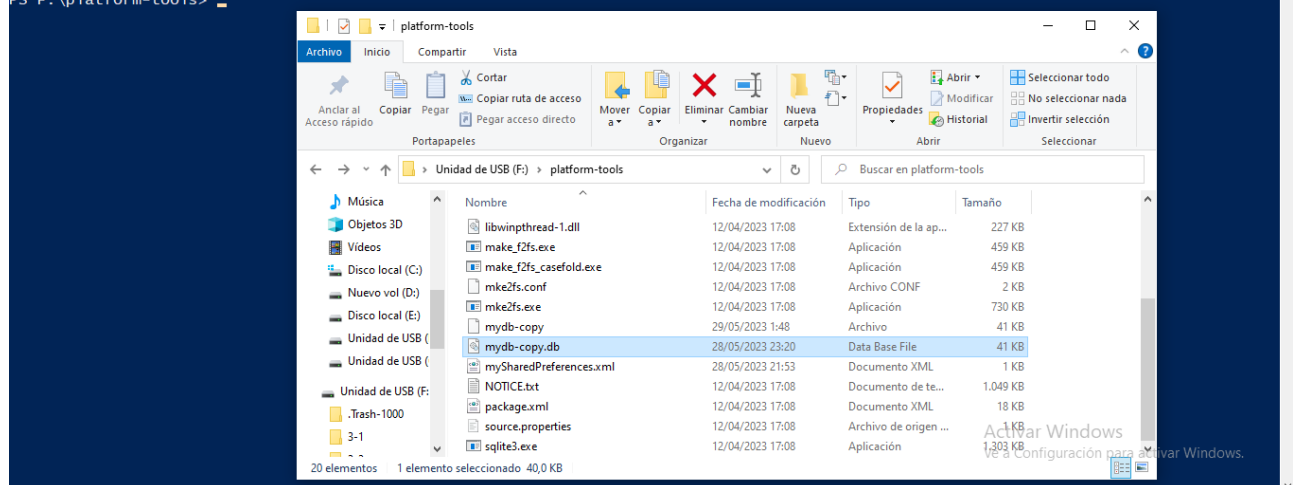 PS F:\platform-tools>
platform-tools
Archivo Inicio Compartir Vista
Anclar al Acceso rápido
Copiar
Pegar
Cortar
Copiar ruta de acceso
Pegar acceso directo
Mover a
Copiar a
Eliminar
Cambiar nombre
Nueva carpeta
Propiedades
Abrir
Modificar
Historial
Seleccionar todo
No seleccionar nada
Invertir selección
Portapapeles Organizar Nuevo Abrir Seleccionar
Unidad de USB (F:) › platform-tools
Buscar en platform-tools
Música
Objetos 3D
Vídeos
Disco local (C:)
Nuevo vol (D:)
Disco local (E:)
Unidad de USB (
Unidad de USB (
Unidad de USB (F:
.Trash-1000
3-1
Nombre Fecha de modificación Tipo Tamaño
libwinpthread-1.dll 12/04/2023 17:08 Extensión de la ap... 227 KB
make_f2fs.exe 12/04/2023 17:08 Aplicación 459 KB
make_f2fs_casefold.exe 12/04/2023 17:08 Aplicación 459 KB
mke2fs.conf 12/04/2023 17:08 Archivo CONF 2 KB
mke2fs.exe 12/04/2023 17:08 Aplicación 730 KB
mydb-copy 29/05/2023 1:48 Archivo 41 KB
mydb-copy.db 28/05/2023 23:20 Data Base File 41 KB
mySharedPreferences.xml 28/05/2023 21:53 Documento XML 1 KB
NOTICE.txt 12/04/2023 17:08 Documento de te... 1.049 KB
package.xml 12/04/2023 17:08 Documento XML 18 KB
source.properties 12/04/2023 17:08 Archivo de origen ... 1 KB
sqlite3.exe 12/04/2023 17:08 Aplicación 1.303 KB
20 elementos 1 elemento seleccionado 40,0 KB
Activar Windows
Ve a Configuración para activar Windows.